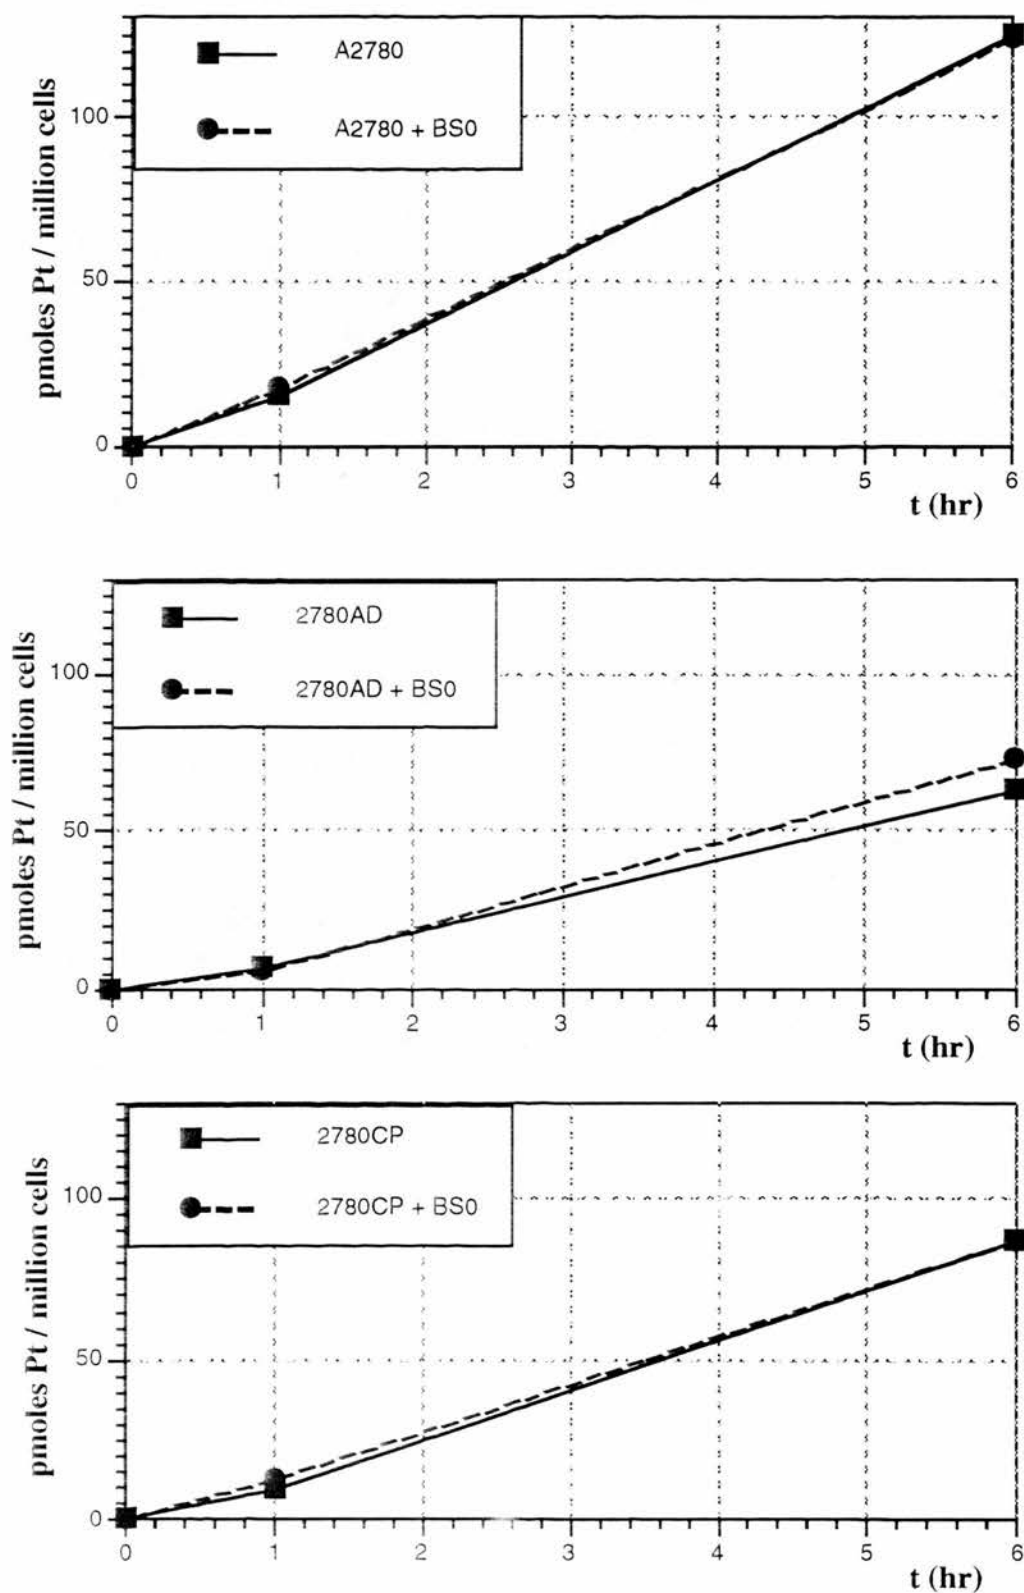 pmoles Pt / million cells
A2780
A2780 + BS0
100
50
0
0 1 2 3 4 5 6
t (hr)
pmoles Pt / million cells
2780AD
2780AD + BS0
100
50
0
0 1 2 3 4 5 6
t (hr)
pmoles Pt / million cells
2780CP
2780CP + BS0
100
50
0
0 1 2 3 4 5 6
t (hr)